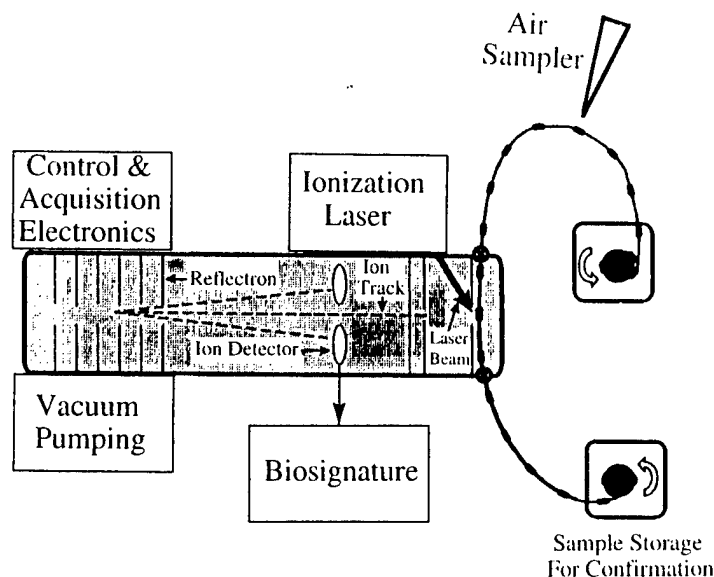 Air
Sampler
Control &
Acquisition
Electronics
Ionization
Laser
Reflectron
Ion
Track
Ion Detector
Laser
Beam
Vacuum
Pumping
Biosignature
Sample Storage
For Confirmation